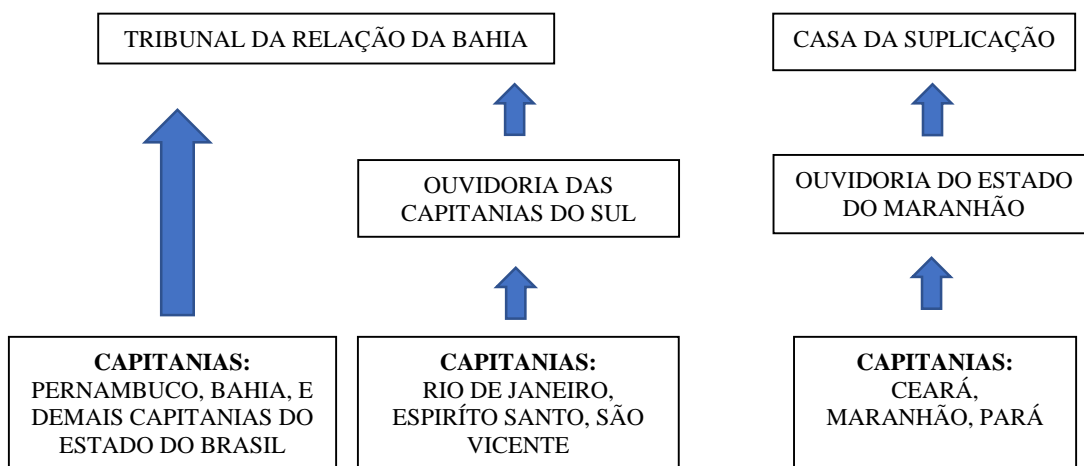 TRIBUNAL DA RELAÇÃO DA BAHIA
CASA DA SUPLICAÇÃO
OUVIDORIA DAS
CAPITANIAS DO SUL
OUVIDORIA DO ESTADO
DO MARANHÃO
CAPITANIAS:
PERNAMBUCO, BAHIA, E
DEMAIS CAPITANIAS DO
ESTADO DO BRASIL
CAPITANIAS:
RIO DE JANEIRO,
ESPIRÍTO SANTO, SÃO
VICENTE
CAPITANIAS:
CEARÁ,
MARANHÃO, PARÁ